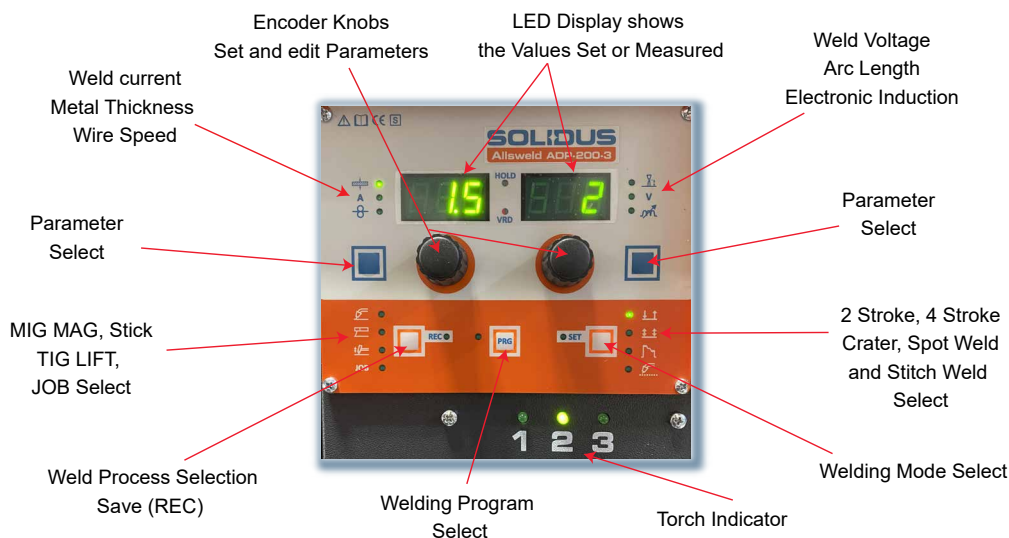 Encoder Knobs
Set and edit Parameters
LED Display shows
the Values Set or Measured
Weld Voltage
Arc Length
Electronic Induction
Weld current
Metal Thickness
Wire Speed
SOLIDUS
Allsweld ADP-200-3
HOLD
1.5
2
A
V
VRD
Parameter
Select
Parameter
Select
MIG MAG, Stick
TIG LIFT,
JOB Select
REC
PRG
SET
JOB
2 Stroke, 4 Stroke
Crater, Spot Weld
and Stitch Weld
Select
1 2 3
Weld Process Selection
Save (REC)
Welding Program
Select
Torch Indicator
Welding Mode Select